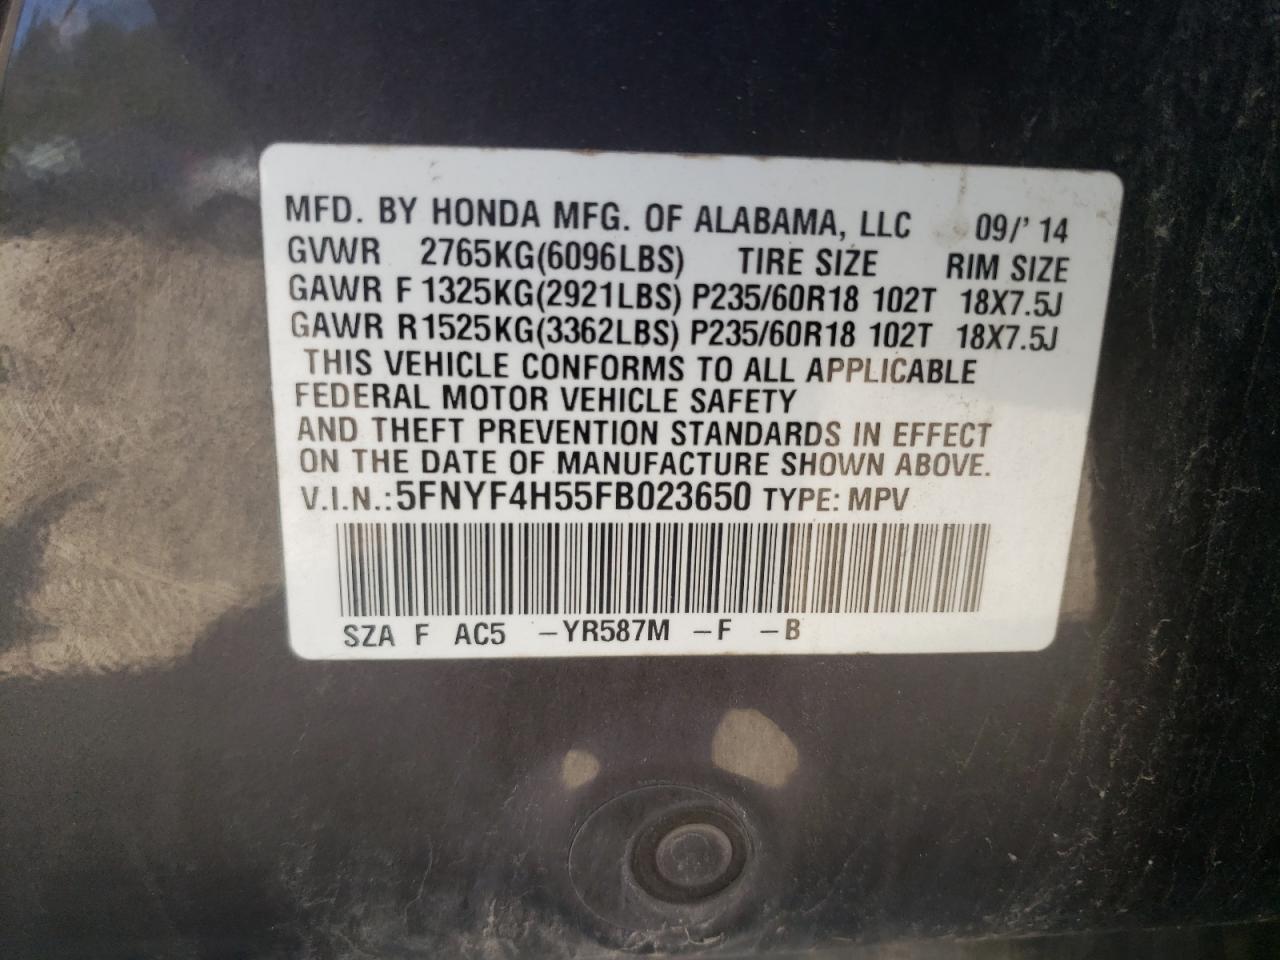 MFD. BY HONDA MFG. OF ALABAMA, LLC 09/' 14
GVWR 2765KG(6096LBS) TIRE SIZE RIM SIZE
GAWR F 1325KG(2921LBS) P235/60R18 102T 18X7.5J
GAWR R1525KG(3362LBS) P235/60R18 102T 18X7.5J
THIS VEHICLE CONFORMS TO ALL APPLICABLE
FEDERAL MOTOR VEHICLE SAFETY
AND THEFT PREVENTION STANDARDS IN EFFECT
ON THE DATE OF MANUFACTURE SHOWN ABOVE.
V.I.N.:5FNYF4H55FB023650 TYPE: MPV
SZA F AC5 -YR587M -F -B